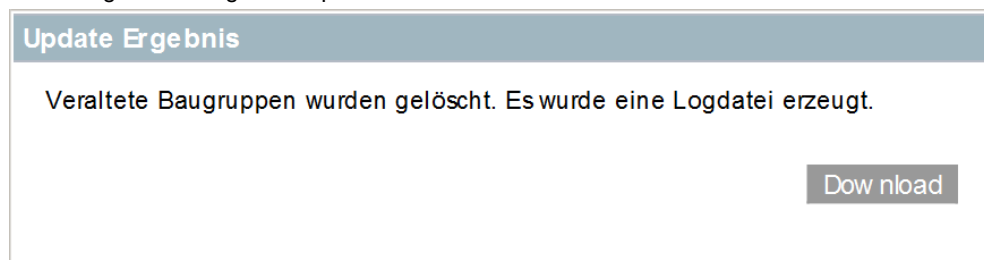 Update Ergebnis
Veraltete Baugruppen wurden gelöscht. Es wurde eine Logdatei erzeugt.
Download